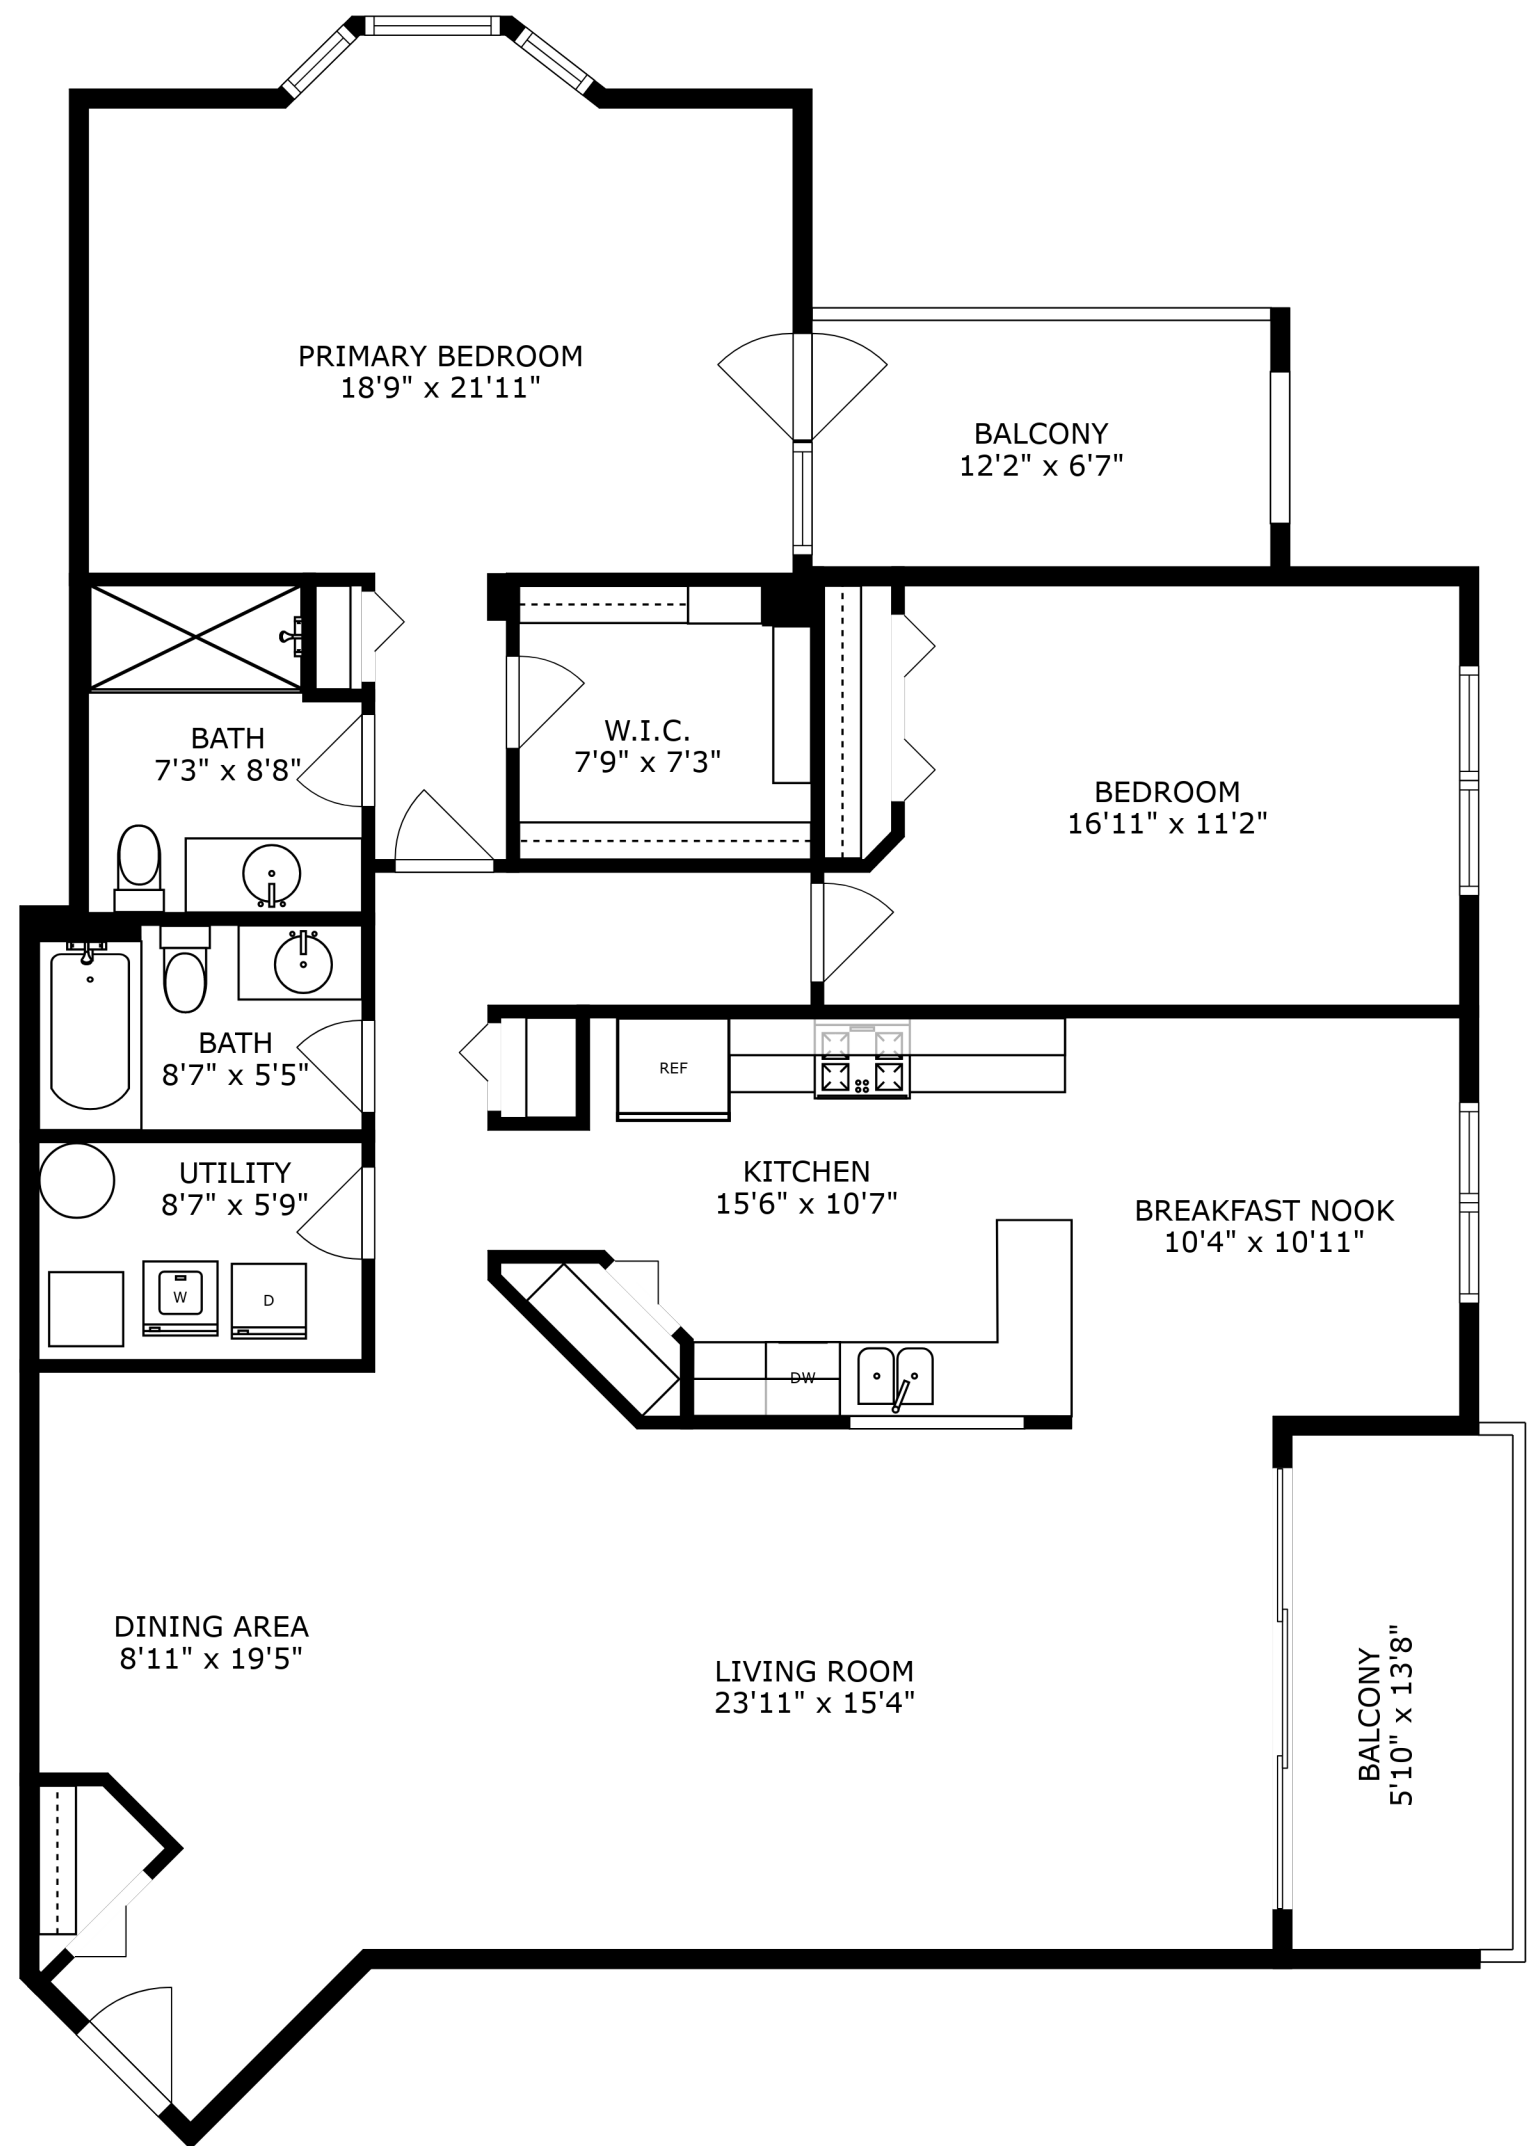 PRIMARY BEDROOM
18'9" x 21'11"
BALCONY
12'2" x 6'7"
BATH
7'3" x 8'8"
W.I.C.
7'9" x 7'3"
BEDROOM
16'11" x 11'2"
BATH
8'7" x 5'5"
REF
UTILITY
8'7" x 5'9"
KITCHEN
15'6" x 10'7"
BREAKFAST NOOK
10'4" x 10'11"
W
D
DW
DINING AREA
8'11" x 19'5"
LIVING ROOM
23'11" x 15'4"
BALCONY
5'10" x 13'8"